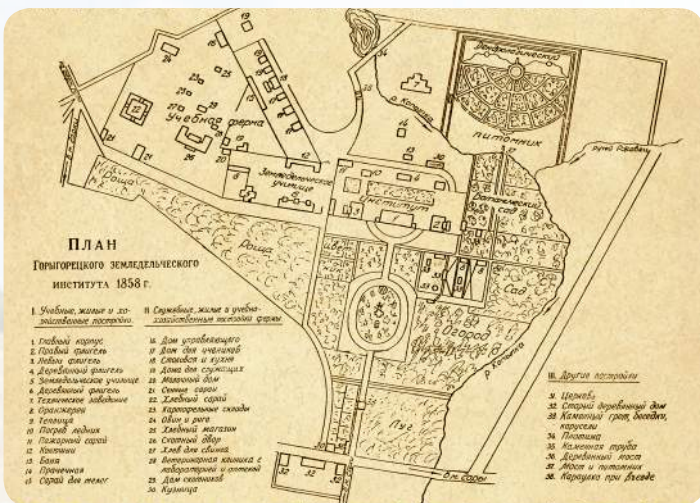 ПЛАН
ГОРЫГОРЕЦКОГО ЗЕМЛЕДЕЛЬЧЕСКОГО
ИНСТИТУТА 1858 Г.
I. Учебные, жилые и хо-
зяйственные постройки.
1. Главный корпус
2. Правый флигель
3. Левый флигель
4. Деревянный флигель
5. Земледельческое училище
6. Деревянный флигель
7. Техническое заведение
8. Оранжерея
9. Теплица
10. Погреб ледник
11. Пожарный сарай
12. Конюшни
13. Баня
14. Прачечная
15. Сарай для телег
II. Служебные, жилые и учебно-
хозяйственные постройки фермы.
16. Дом управляющего
17. Дом для учеников
18. Столовая и кухня
19. Дома для служащих
20. Молочный дом
21. Сенные сараи
22. Хлебный сарай
23. Картофельные склады
24. Овин и рига
25. Хлебный магазин
26. Скотный двор
27. Хлев для свиней
28. Ветеринарная клиника с
лабораторией и аптекой
29. Дом скотников
30. Кузница
III. Другие постройки
31. Церковь
32. Старый деревянный дом
33. Каменный грот, беседки,
карусели
34. Плотина
35. Каменная труба
36. Деревянный мост
37. Мост в питомник
38. Караулка при въезде
Учебная ферма
Земледельческое
училище
Институт
Дендрологический
питомник
р. Копылка
Ботанический
сад
Роща
Роща
Сад
Огород
р. Копылка
Луг